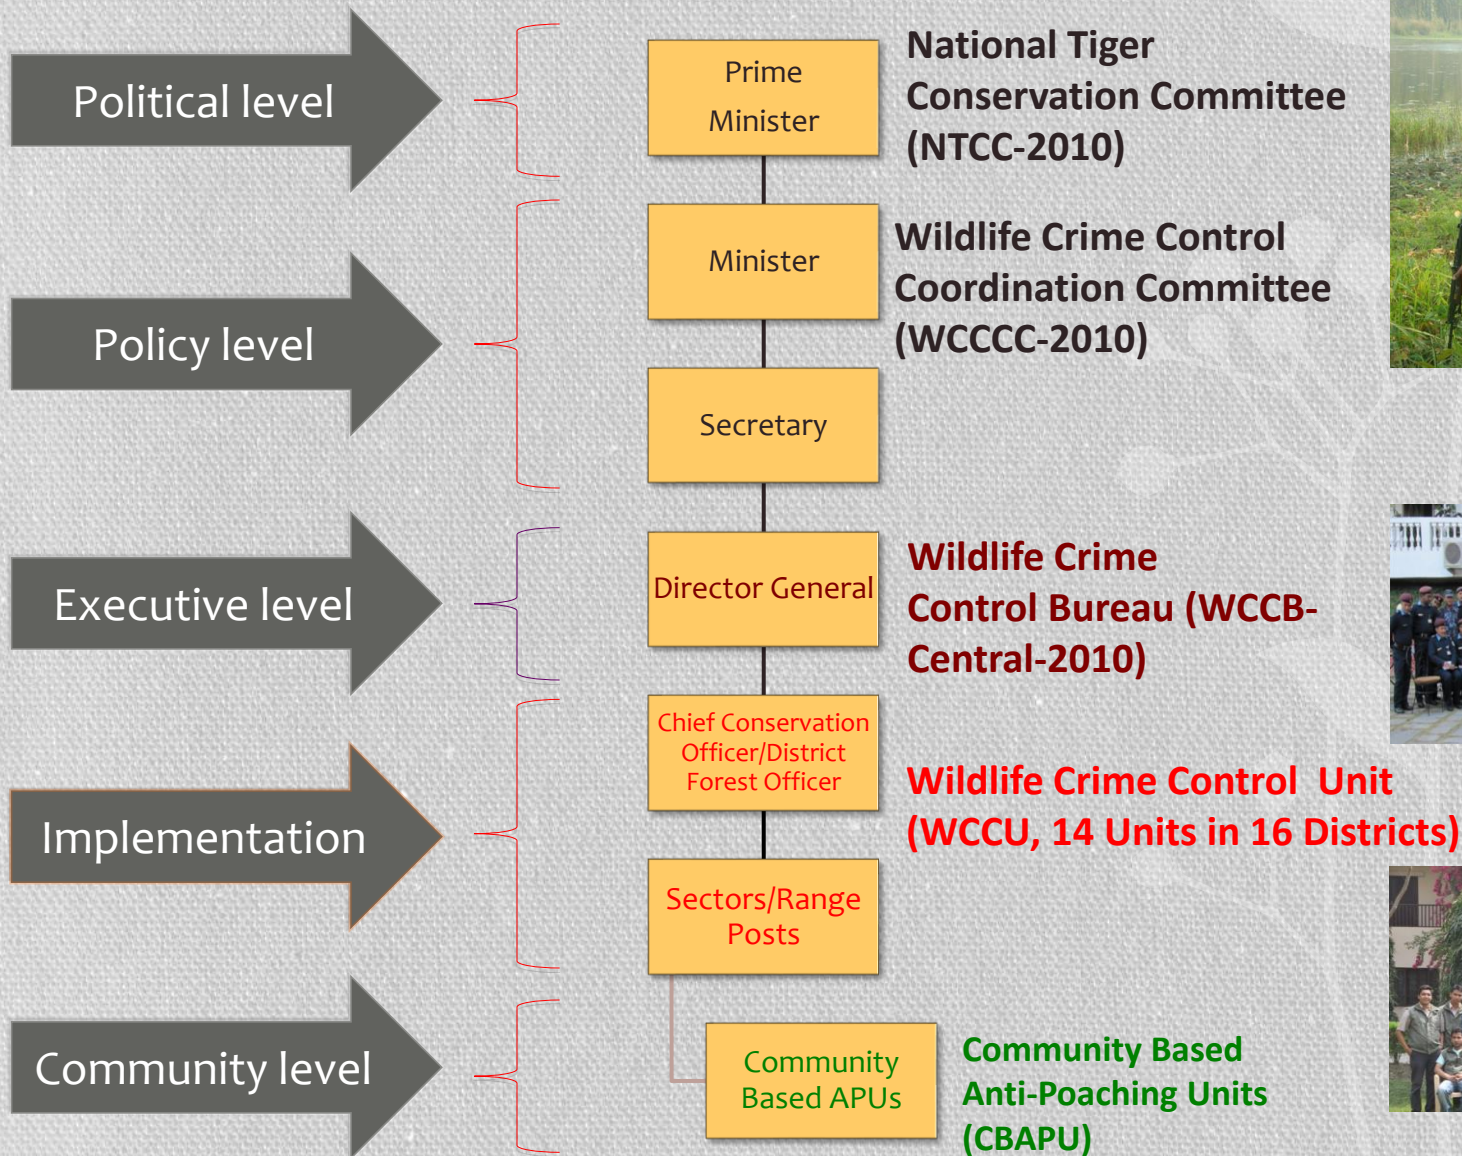 Political level
Prime
Minister
National Tiger
Conservation Committee
(NTCC-2010)
Policy level
Minister
Wildlife Crime Control
Coordination Committee
(WCCCC-2010)
Secretary
Executive level
Director General
Wildlife Crime
Control Bureau (WCCB-
Central-2010)
Implementation
Chief Conservation
Officer/District
Forest Officer
Wildlife Crime Control  Unit
(WCCU, 14 Units in 16 Districts)
Sectors/Range
Posts
Community level
Community
Based APUs
Community Based
Anti-Poaching Units
(CBAPU)